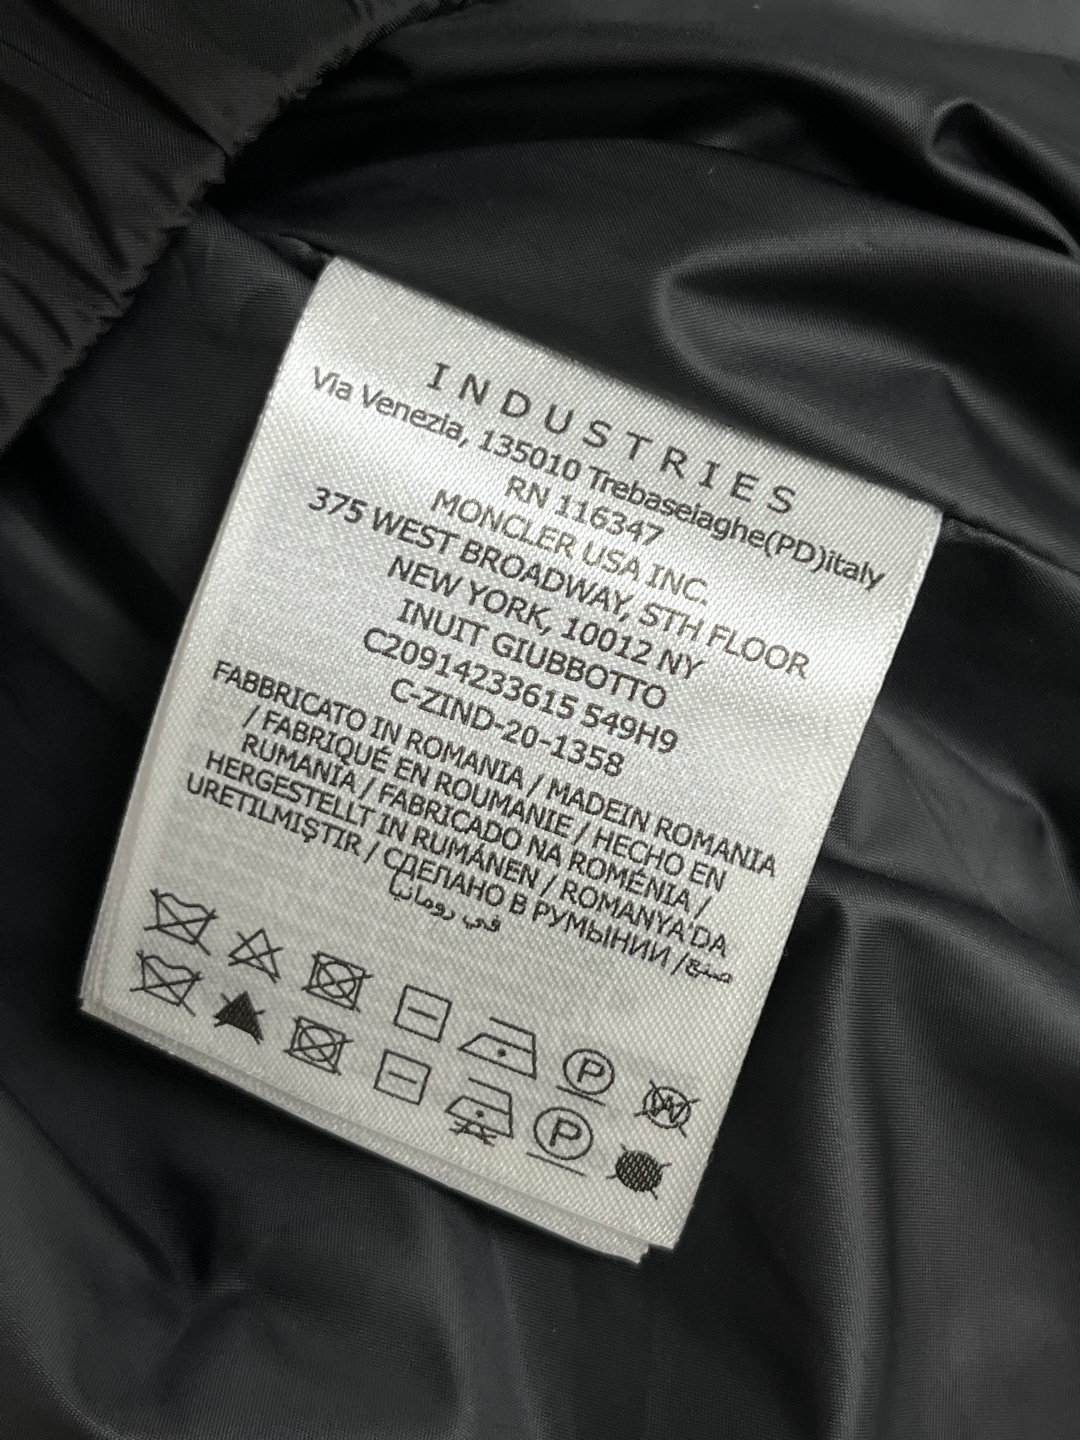 INDUSTRIES
Via Venezia, 135010 Trebaseiaghe(PD)italy
RN 116347
MONCLER USA INC.
375 WEST BROADWAY, STH FLOOR
NEW YORK, 10012 NY
INUIT GIUBBOTTO
C20914233615 549H9
C-ZIND-20-1358
FABBRICATO IN ROMANIA / MADEIN ROMANIA
/ FABRIQUÉ EN ROUMANIE / HECHO EN
RUMANIA / FABRICADO NA ROMÉNIA /
HERGESTELLT IN RUMÁNEN / ROMANYA'DA
URETILMIŞTIR / СДЕЛАНО В РУМЫНИИ / صنع
في رومانيا
P
W
P